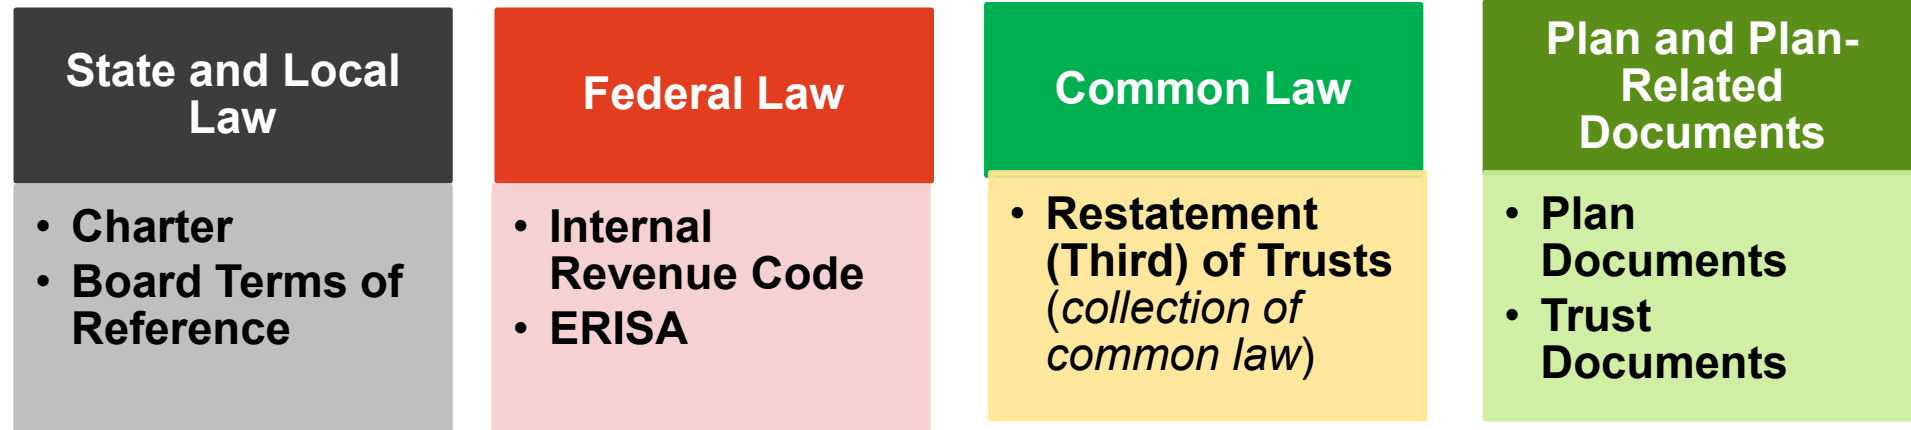 State and Local
Law
• Charter
• Board Terms of
Reference
Federal Law
• Internal
Revenue Code
• ERISA
Common Law
• Restatement
(Third) of Trusts
(collection of
common law)
Plan and Plan-
Related
Documents
• Plan
Documents
• Trust
Documents